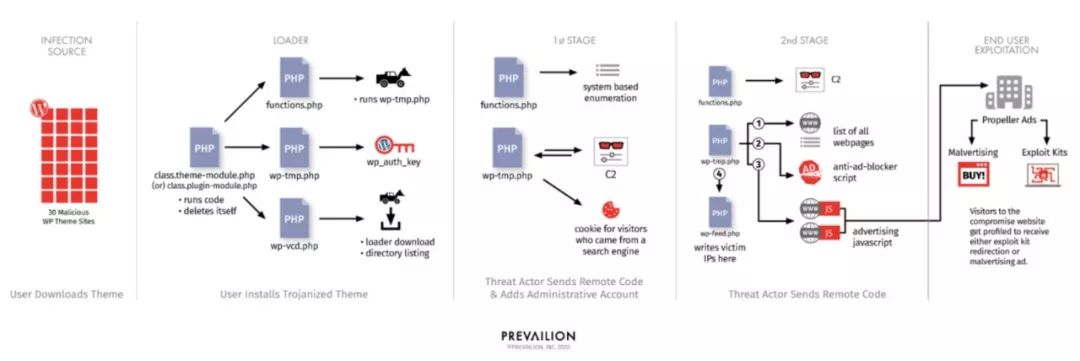 INFECTION
SOURCE
30 Malicious
WP Theme Sites
User Downloads Theme
LOADER
PHP
functions.php
• runs wp-tmp.php
PHP
class.theme-module.php
(or) class.plugin-module.php
• runs code
• deletes itself
PHP
wp-tmp.php
wp_auth_key
PHP
wp-vcd.php
• loader download
• directory listing
User Installs Trojanized Theme
1st STAGE
PHP
functions.php
system based
enumeration
PHP
wp-tmp.php
C2
cookie for visitors
who came from a
search engine
Threat Actor Sends Remote Code
& Adds Administrative Account
2nd STAGE
PHP
functions.php
C2
PHP
wp-tmp.php
1
WWW
list of all
webpages
2
AD
anti-ad-blocker
script
3
WWW JS
WWW JS
advertising
javascript
4
PHP
wp-feed.php
writes victim
IPs here
Threat Actor Sends Remote Code
END USER
EXPLOITATION
Propeller Ads
Malvertising
BUY!
Exploit Kits
Visitors to the
compromise website
get profiled to receive
either exploit kit
redirection or
malvertising ad.
PREVAILION
©PREVAILION, INC. 2020